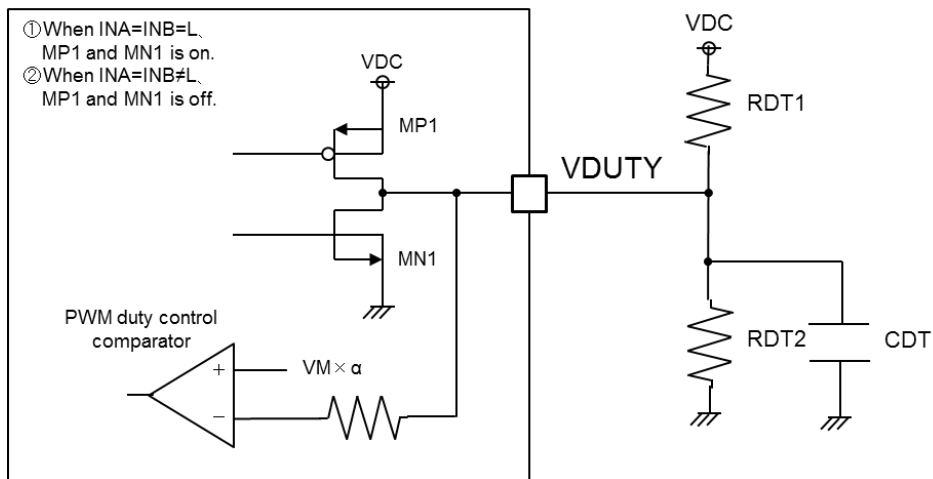 ①When INA=INB=L、
MP1 and MN1 is on.
②When INA=INB≠L、
MP1 and MN1 is off.
VDC
MP1
MN1
PWM duty control
comparator
+
VM×α
−
VDUTY
VDC
RDT1
RDT2
CDT